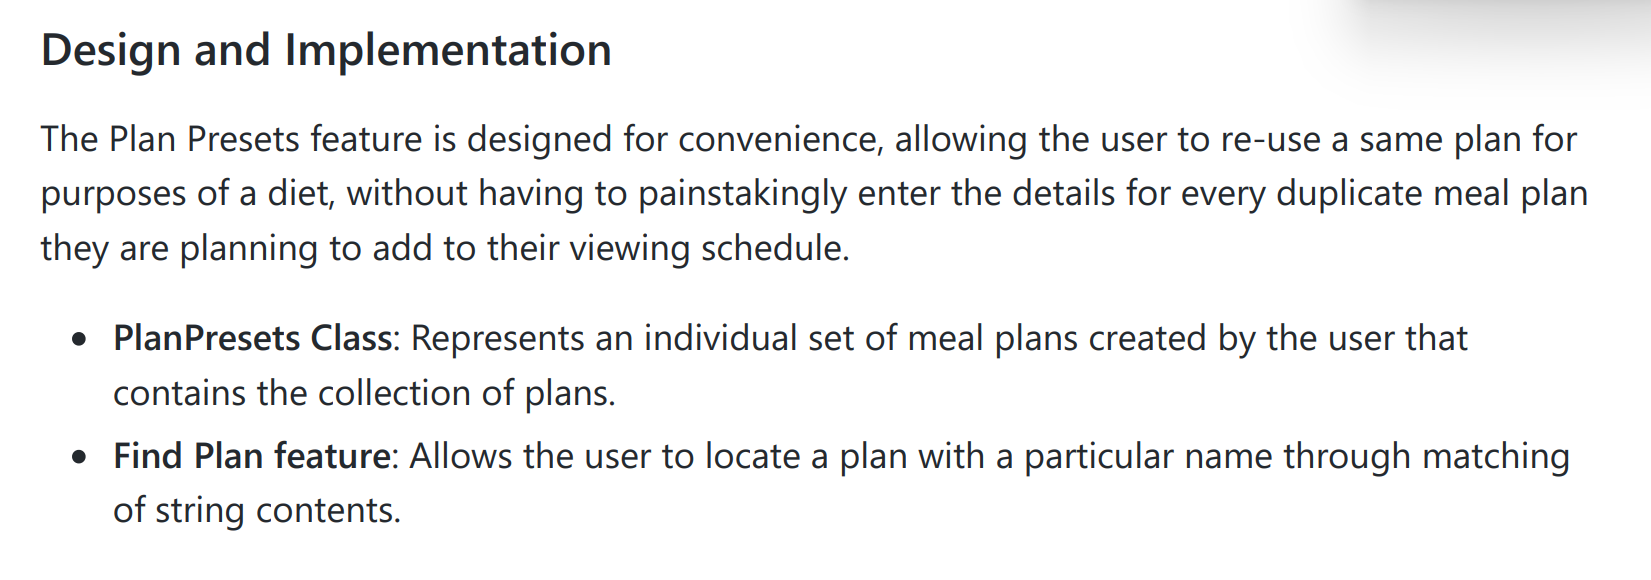 Design and Implementation
The Plan Presets feature is designed for convenience, allowing the user to re-use a same plan for
purposes of a diet, without having to painstakingly enter the details for every duplicate meal plan
they are planning to add to their viewing schedule.
• PlanPresets Class: Represents an individual set of meal plans created by the user that
contains the collection of plans.
• Find Plan feature: Allows the user to locate a plan with a particular name through matching
of string contents.